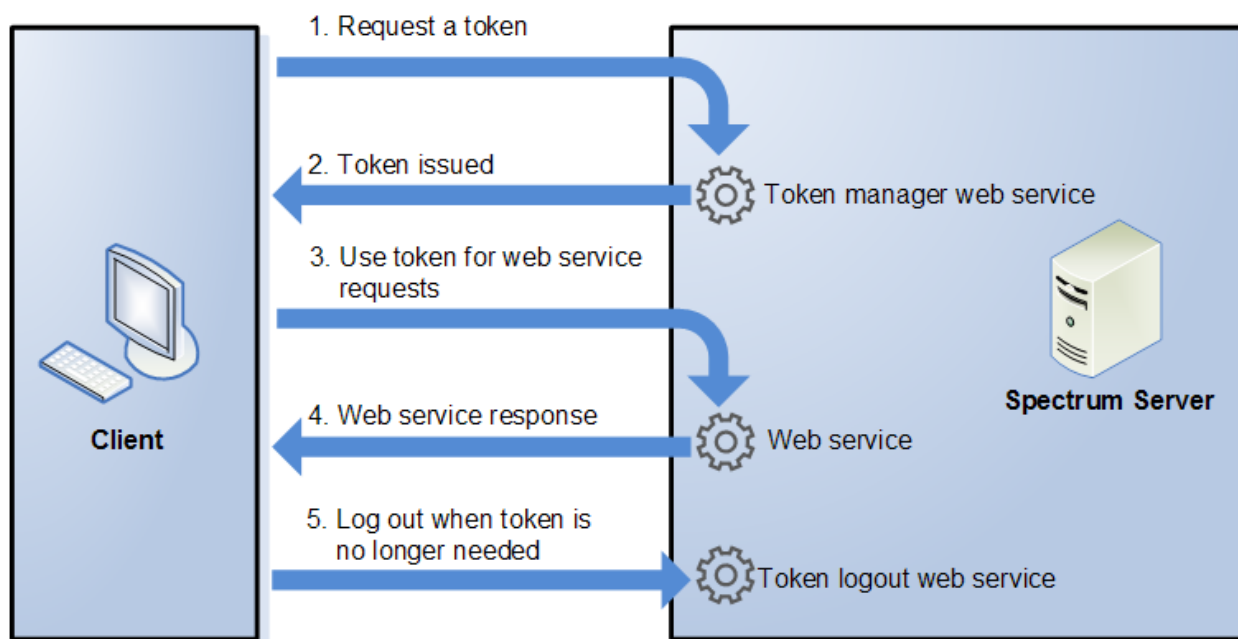 1. Request a token
2. Token issued
Token manager web service
3. Use token for web service
requests
Spectrum Server
Client
4. Web service response
Web service
5. Log out when token is
no longer needed
Token logout web service